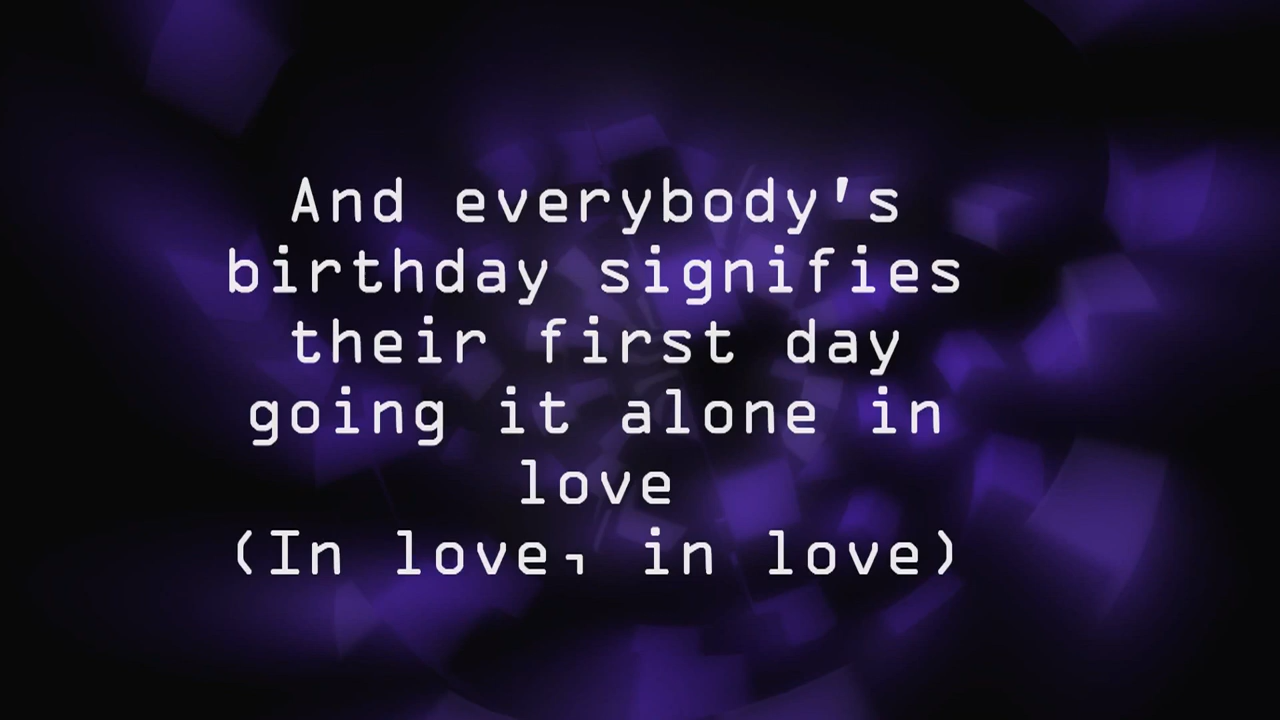 And everybody's
birthday signifies
their first day
going it alone in
love
(In love, in love)